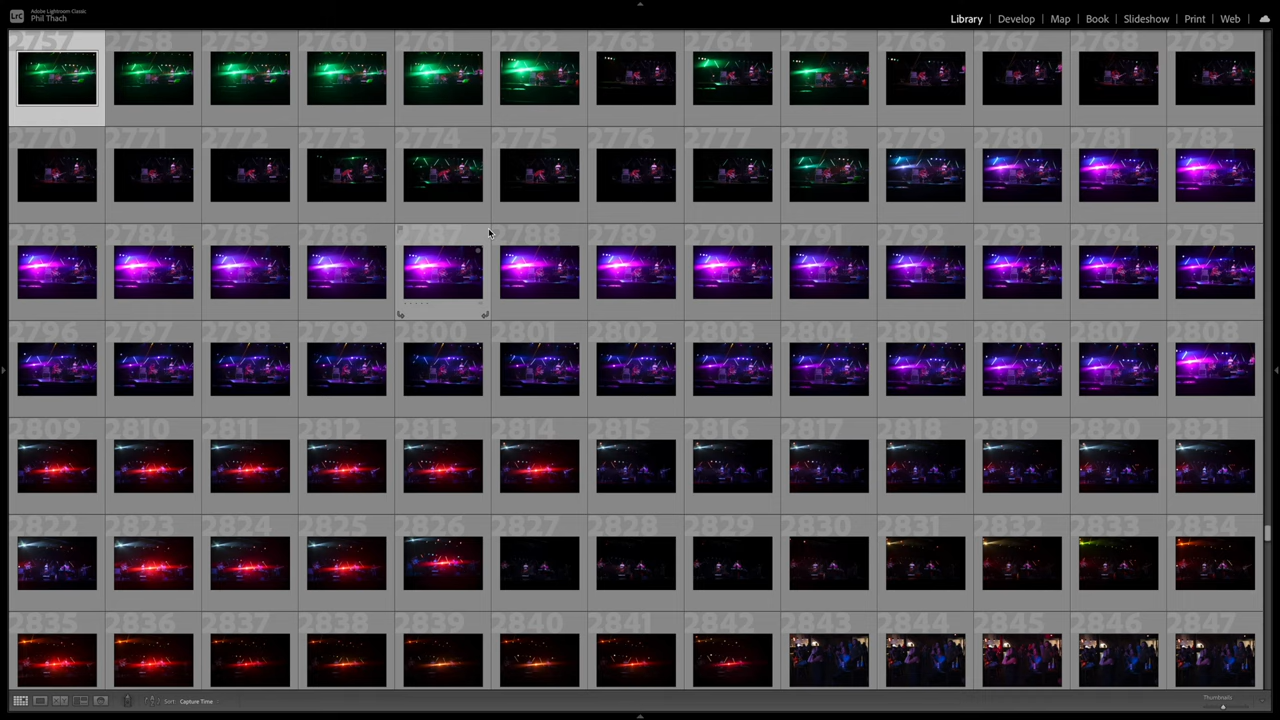 LrC
Adobe Lightroom Classic
Phil Thach
Library | Develop | Map | Book | Slideshow | Print | Web
2757 2758 2759 2760 2761 2763 2764 2765 2766 2767 2768 2769
2770 2771 2772 2773 2774 2775 2776 2777 2778 2779 2780 2781 2782
2783 2784 2785 2786 2787 2788 2789 2790 2791 2793 2794 2795
2796 2797 2798 2799 2800 2801 2802 2803 2804 2805 2806 2807 2808
2809 2810 2811 2812 2813 2814 2815 2816 2817 2818 2819 2820 2821
2822 2823 2824 2825 2826 2827 2828 2829 2830 2831 2832 2833 2834
2835 2836 2837 2838 2839 2840 2841 2842 2843 2844 2845 2846 2847
Sort: Capture Time
Thumbnails